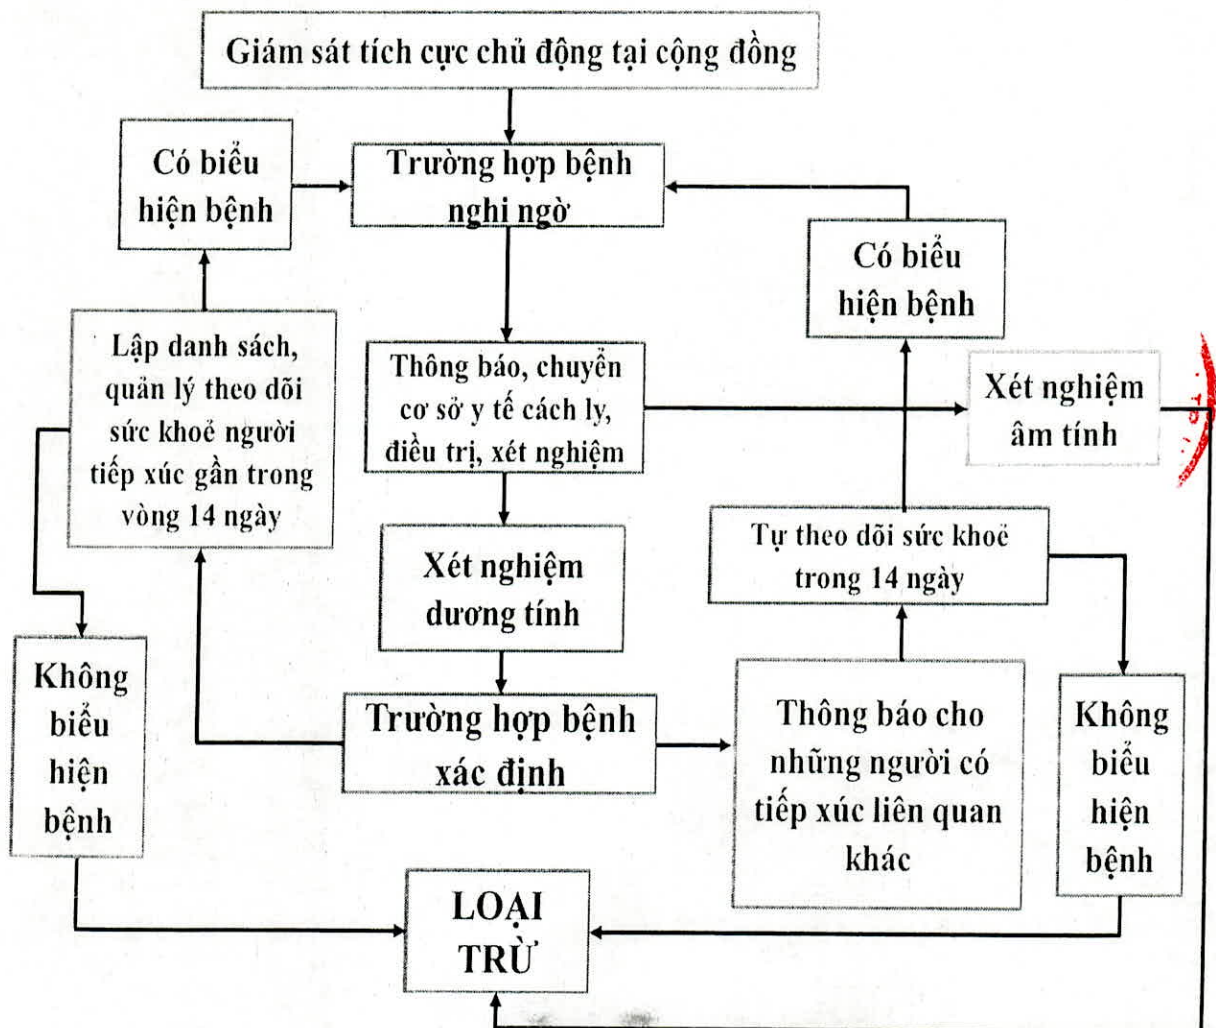 Giám sát tích cực chủ động tại cộng đồng
Có biểu
hiện bệnh
Trường hợp bệnh
nghi ngờ
Có biểu
hiện bệnh
Lập danh sách,
quản lý theo dõi
sức khoẻ người
tiếp xúc gần trong
vòng 14 ngày
Thông báo, chuyển
cơ sở y tế cách ly,
điều trị, xét nghiệm
Xét nghiệm
âm tính
Tự theo dõi sức khoẻ
trong 14 ngày
Xét nghiệm
dương tính
Không
biểu
hiện
bệnh
Trường hợp bệnh
xác định
Thông báo cho
những người có
tiếp xúc liên quan
khác
Không
biểu
hiện
bệnh
LOẠI
TRỪ